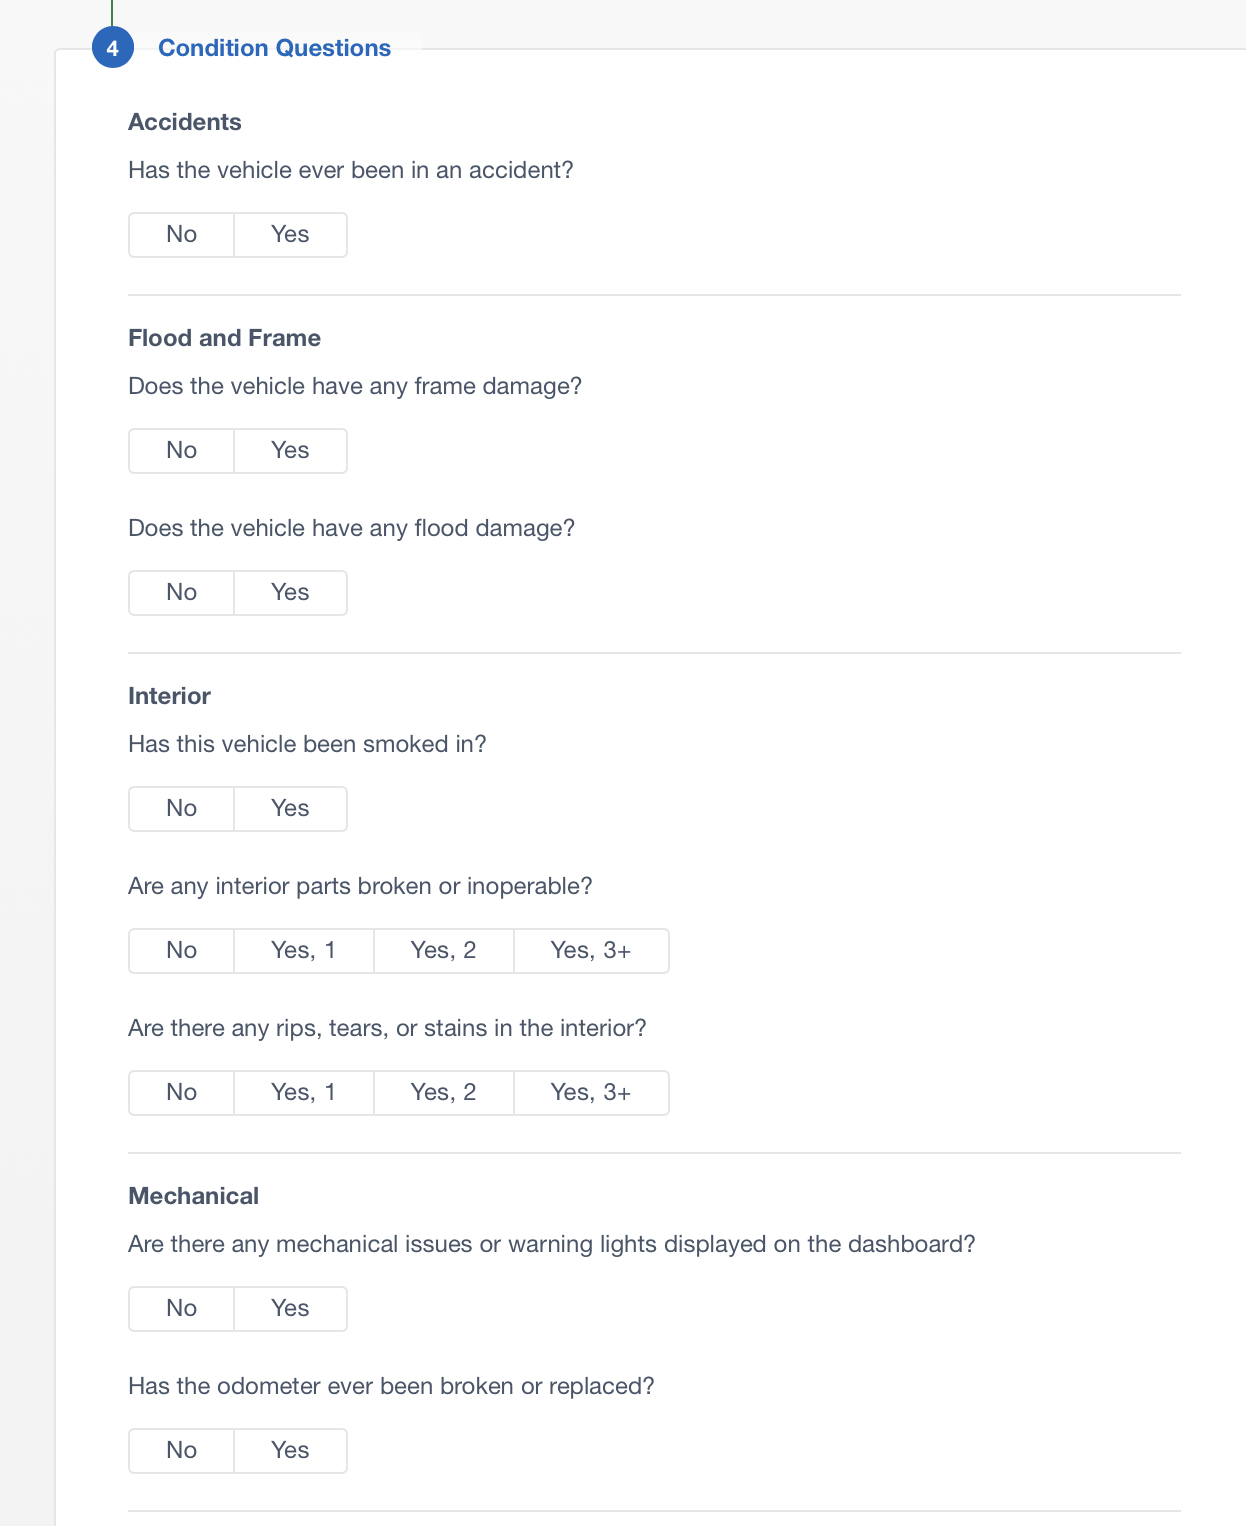 4 Condition Questions
Accidents
Has the vehicle ever been in an accident?
No Yes
Flood and Frame
Does the vehicle have any frame damage?
No Yes
Does the vehicle have any flood damage?
No Yes
Interior
Has this vehicle been smoked in?
No Yes
Are any interior parts broken or inoperable?
No Yes, 1 Yes, 2 Yes, 3+
Are there any rips, tears, or stains in the interior?
No Yes, 1 Yes, 2 Yes, 3+
Mechanical
Are there any mechanical issues or warning lights displayed on the dashboard?
No Yes
Has the odometer ever been broken or replaced?
No Yes